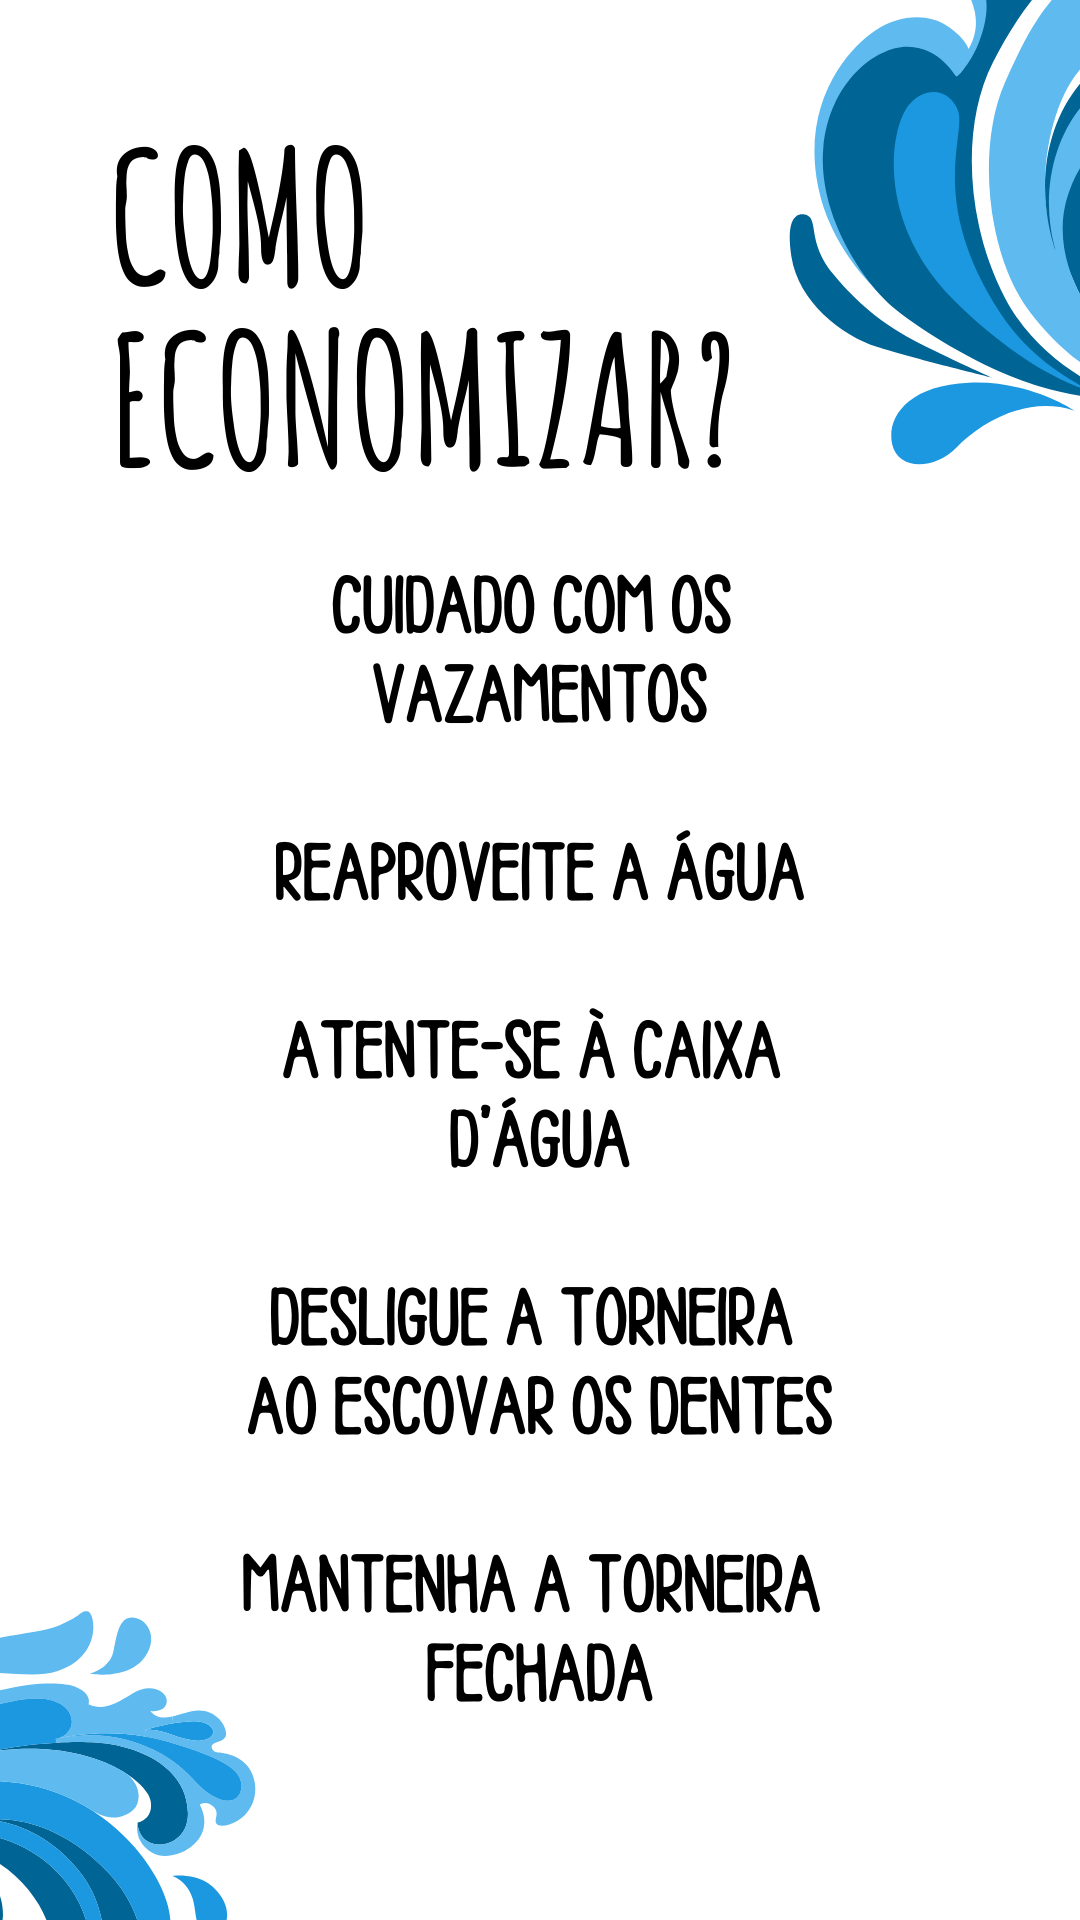 COMO
ECONOMIZAR?
CUIDADO COM OS
VAZAMENTOS
REAPROVEITE A ÁGUA
ATENTE-SE À CAIXA
D'ÁGUA
DESLIGUE A TORNEIRA
AO ESCOVAR OS DENTES
MANTENHA A TORNEIRA
FECHADA